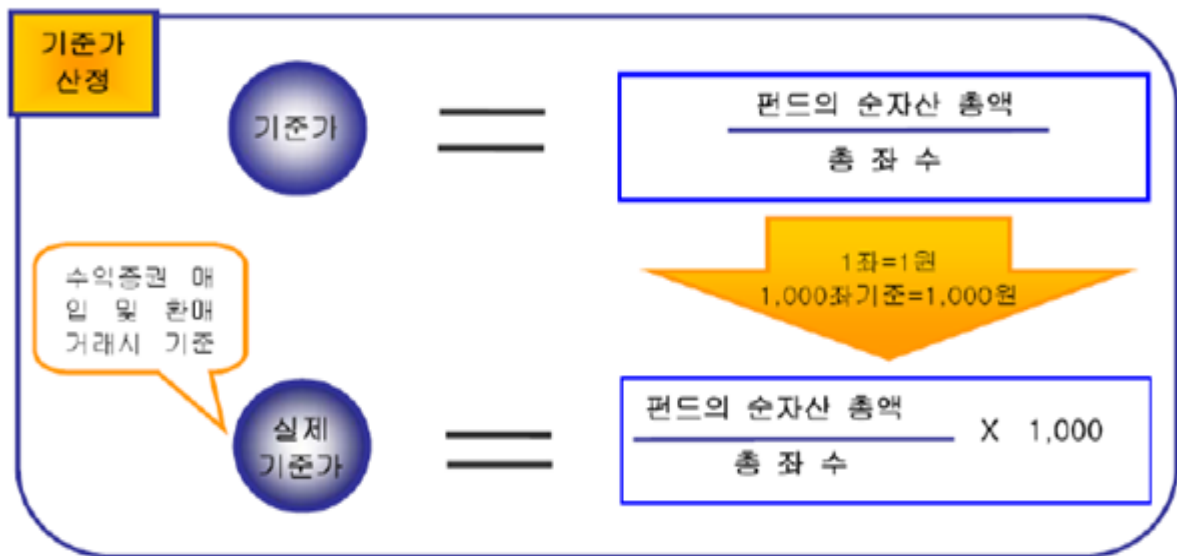 기준가
산정
기준가
펀드의 순자산 총액
총 좌 수
1좌=1원
1,000좌기준=1,000원
수익증권 매
입 및 환매
거래시 기준
실제
기준가
펀드의 순자산 총액
총 좌 수
X 1,000